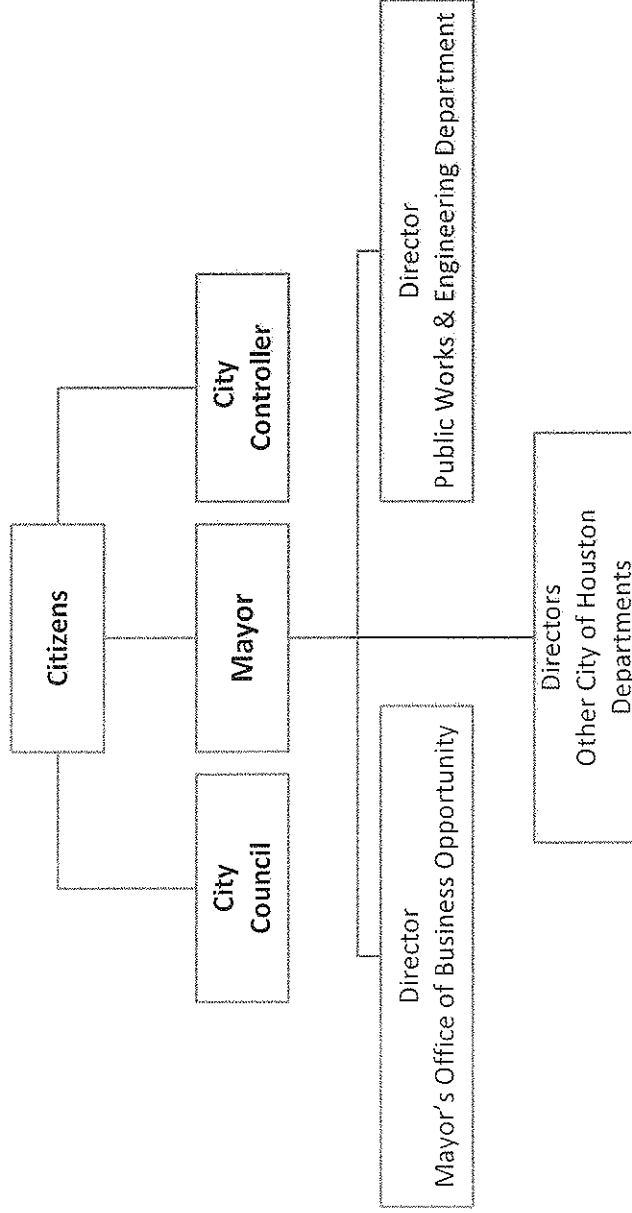 Citizens
City
Council
Mayor
City
Controller
Director
Mayor's Office of Business Opportunity
Director
Public Works & Engineering Department
Directors
Other City of Houston
Departments